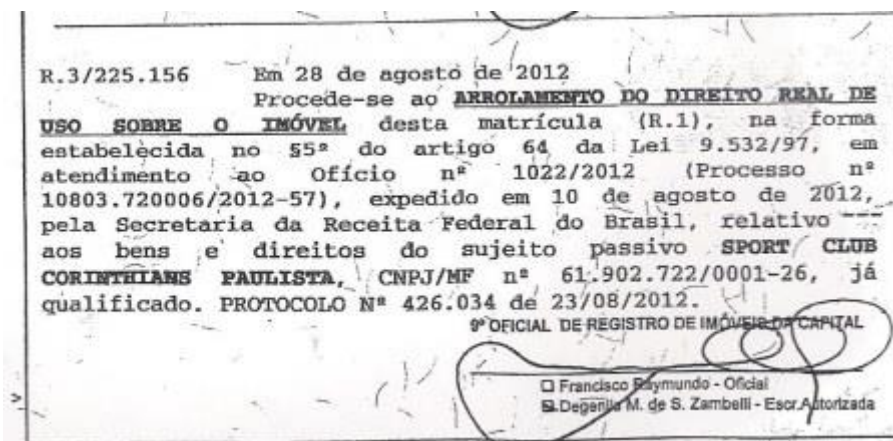 R.3/225.156 Em 28 de agosto de 2012
Procede-se ao ARROLAMENTO DO DIREITO REAL DE
USO SOBRE O IMÓVEL desta matrícula (R.1), na forma
estabelècida no §5º do artigo 64 da Lei 9.532/97, em
atendimento ao Ofício nº 1022/2012 (Processo nº
10803.720006/2012-57), expedido em 10 de agosto de 2012,
pela Secretaria da Receita Federal do Brasil, relativo
aos bens e direitos do sujeito passivo SPORT CLUB
CORINTHIANS PAULISTA, CNPJ/MF nº 61.902.722/0001-26, já
qualificado. PROTOCOLO Nº 426.034 de 23/08/2012.
9º OFICIAL DE REGISTRO DE IMÓVEIS DA CAPITAL
Francisco Raymundo - Oficial
Degenila M. de S. Zambelli - Escr. Autorizada